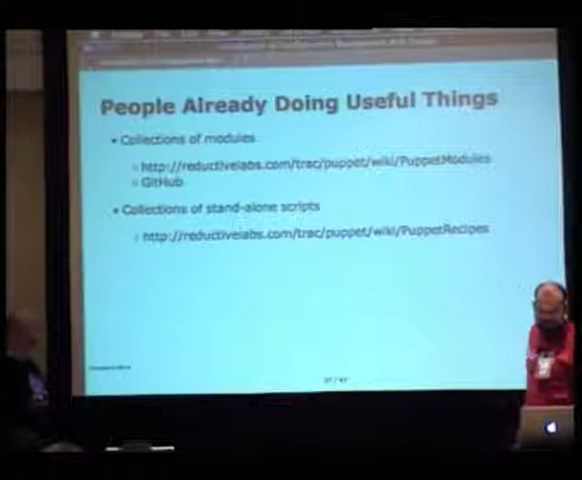 People Already Doing Useful Things
• Collections of modules
○ http://reductivelabs.com/trac/puppet/wiki/PuppetModules
○ GitHub
• Collections of stand-alone scripts
○ http://reductivelabs.com/trac/puppet/wiki/PuppetRecipes